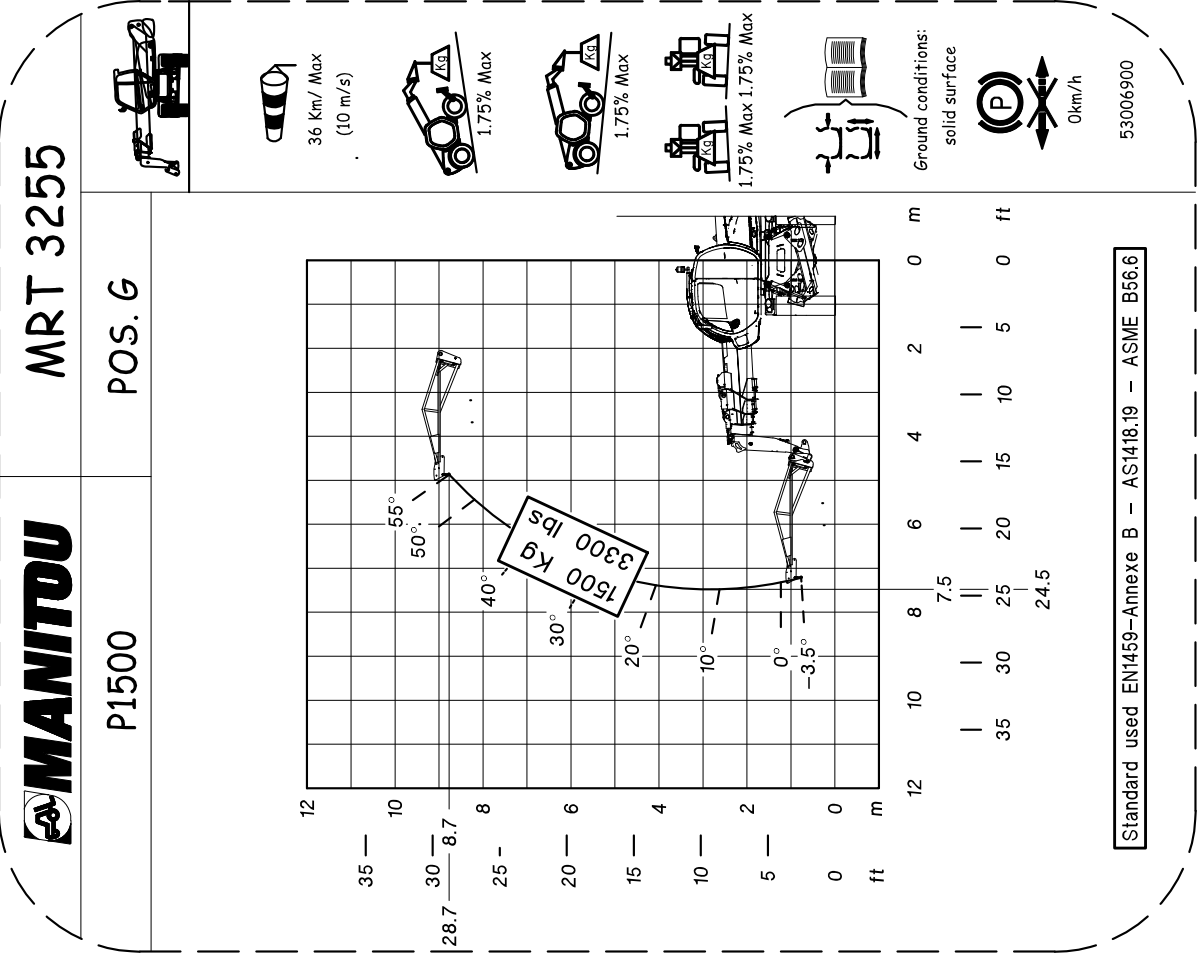 MANITOU
MRT 3255
P1500
POS. G
36 Km/ Max
(10 m/s)
Kg
1.75% Max
Kg
1.75% Max
Kg
Kg
1.75% Max 1.75% Max
Ground conditions:
solid surface
P
0km/h
53006900
12
10
8
6
4
2
0
m
35
30
28.7
8.7
25
20
15
10
5
0
ft
55°
50°
40°
30°
20°
10°
0°
-3.5°
1500 Kg
3300 lbs
12
10
8
7.5
6
4
2
0
m
35
30
25
24.5
20
15
10
5
0
ft
Standard used EN1459-Annexe B - AS1418.19 - ASME B56.6